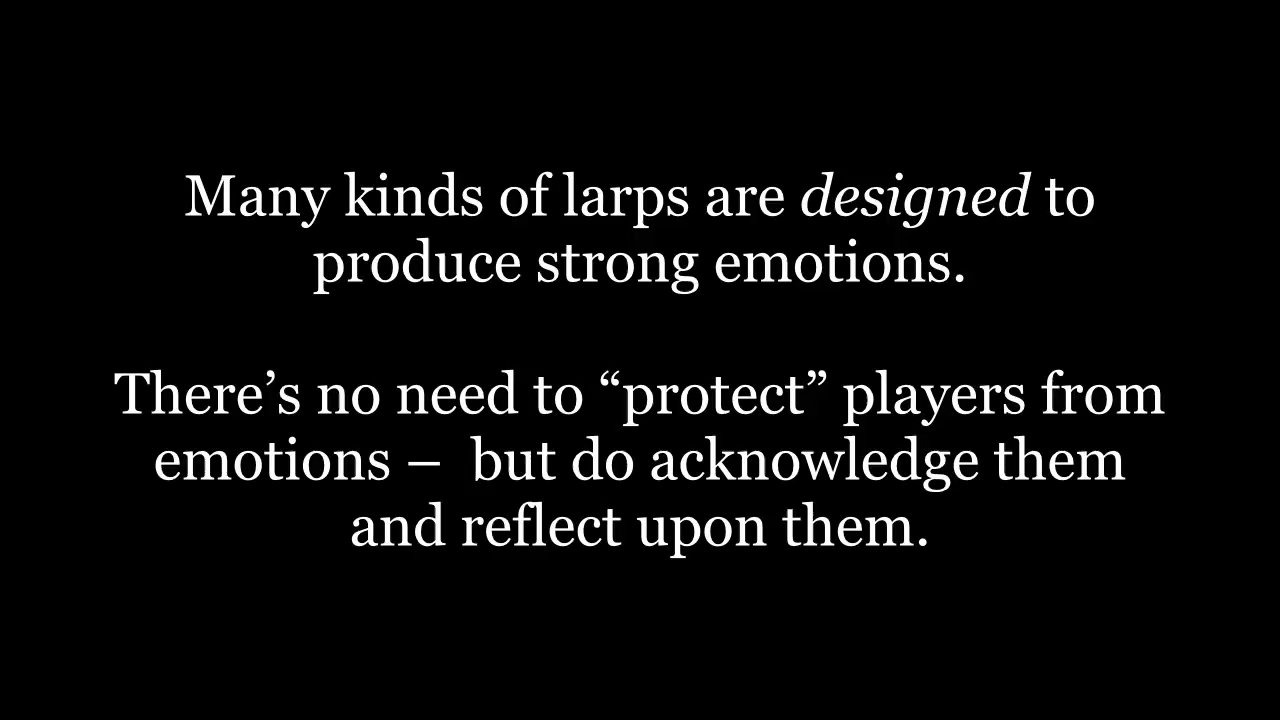 Many kinds of larps are designed to
produce strong emotions.
There’s no need to “protect” players from
emotions –  but do acknowledge them
and reflect upon them.